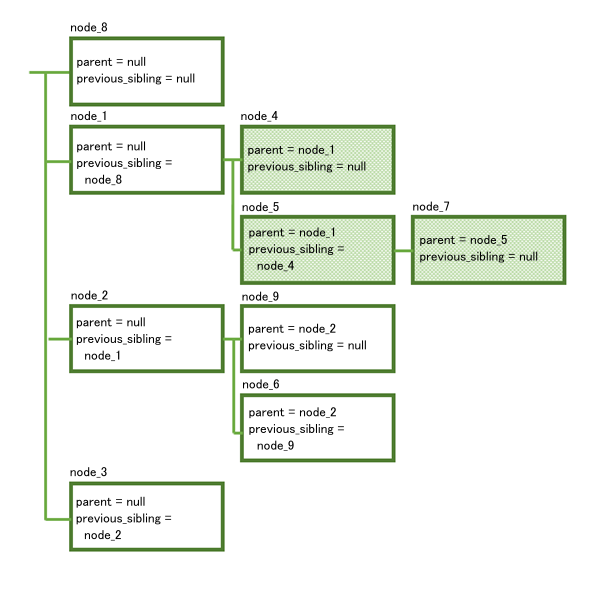 node_8
parent = null
previous_sibling = null
node_1
parent = null
previous_sibling =
node_8
node_4
parent = node_1
previous_sibling = null
node_5
parent = node_1
previous_sibling =
node_4
node_7
parent = node_5
previous_sibling = null
node_2
parent = null
previous_sibling =
node_1
node_9
parent = node_2
previous_sibling = null
node_6
parent = node_2
previous_sibling =
node_9
node_3
parent = null
previous_sibling =
node_2